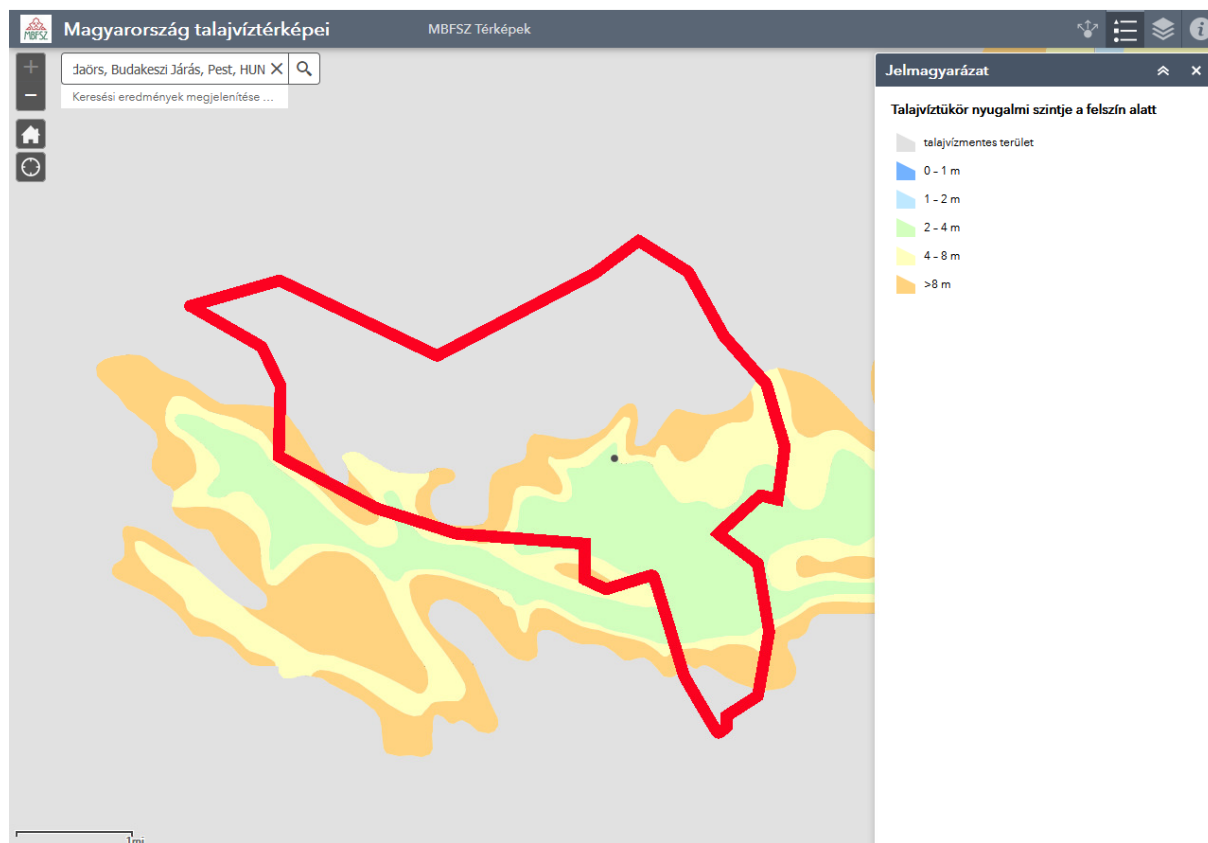 MBFSZ
Magyarország talajvíztérképei
MBFSZ Térképek
daörs, Budakeszi Járás, Pest, HUN
Keresési eredmények megjelenítése ...
Jelmagyarázat
Talajvíztükör nyugalmi szintje a felszín alatt
talajvízmentes terület
0 – 1 m
1 – 2 m
2 – 4 m
4 – 8 m
>8 m
1mi